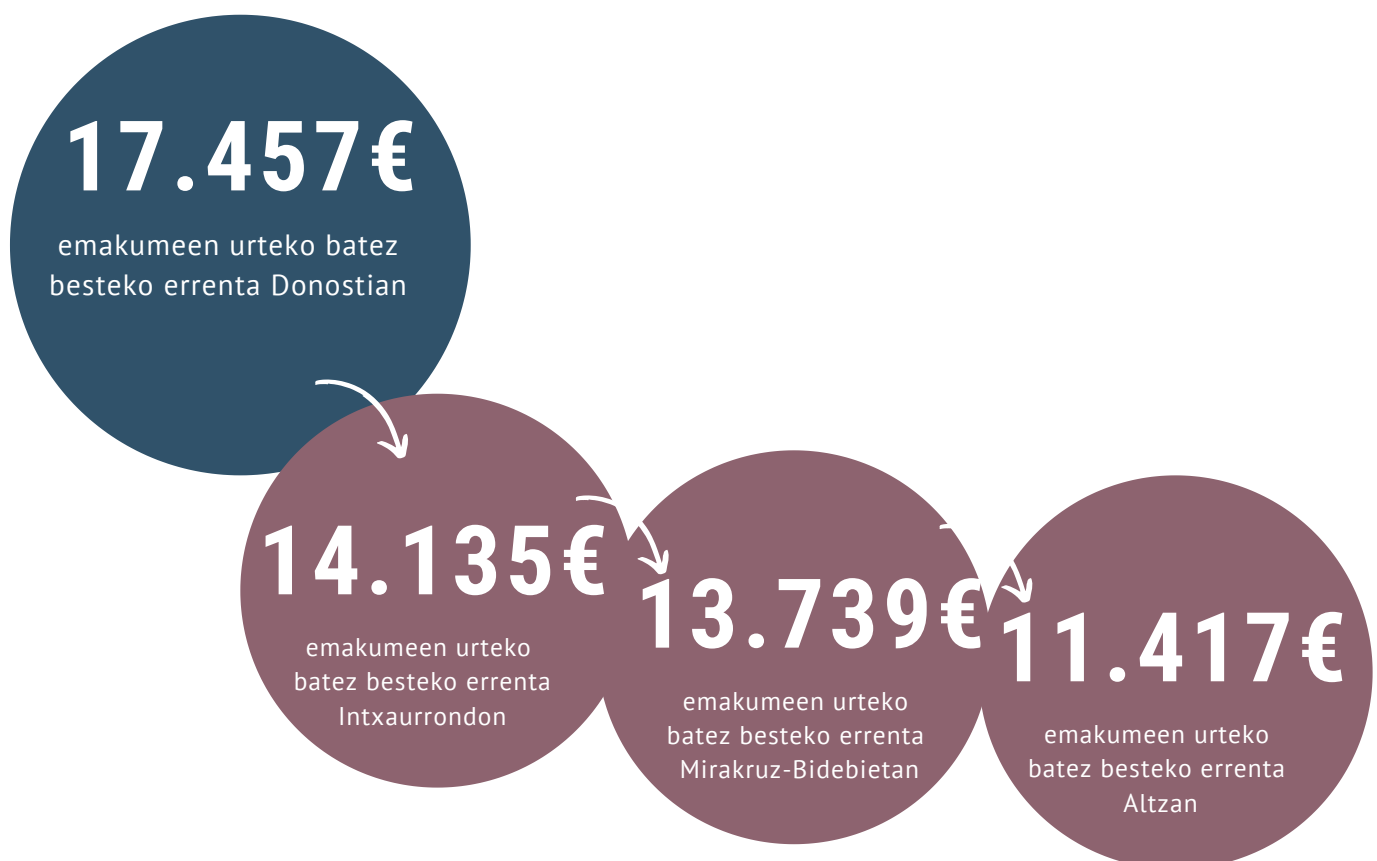 17.457€
emakumeen urteko batez
besteko errenta Donostian
14.135€
emakumeen urteko
batez besteko errenta
Intxaurrondon
13.739€
emakumeen urteko
batez besteko errenta
Mirakruz-Bidebietan
11.417€
emakumeen urteko
batez besteko errenta
Altzan